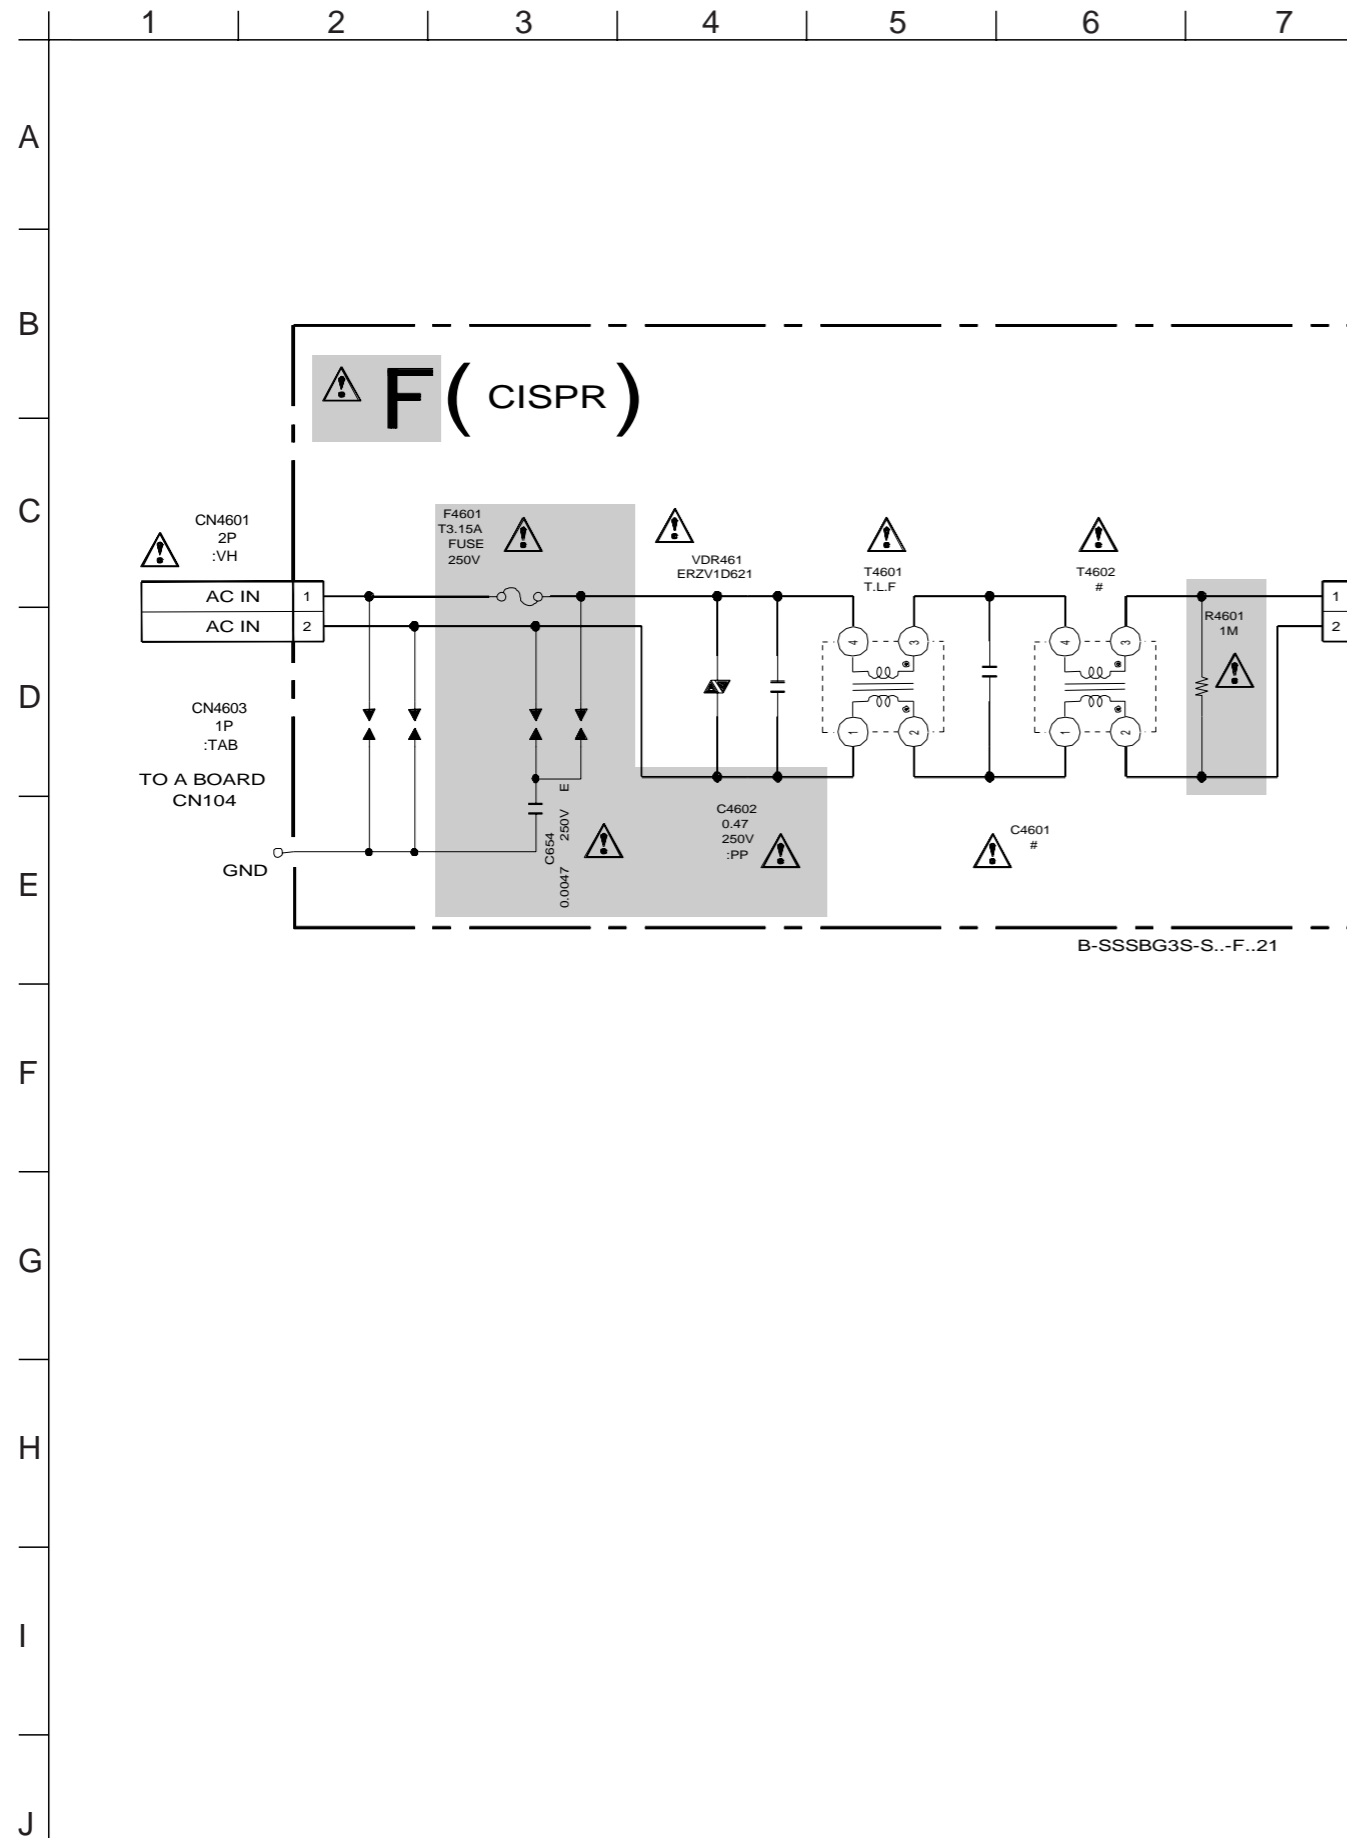 1 2 3 4 5 6 7
A
B
F ( CISPR )
C
CN4601
2P
:VH
F4601
T3.15A
FUSE
250V
VDR461
ERZV1D621
T4601
T.L.F
T4602
#
AC IN 1
AC IN 2
R4601
1M
1
2
4 3
4 3
D
1 2
1 2
CN4603
1P
:TAB
TO A BOARD
CN104
GND
C654
0.0047 250V E
C4602
0.47
250V
:PP
C4601
#
E
B-SSSBG3S-S..-F..21
F
G
H
I
J